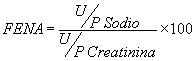 FENA = U/P Sodio / U/P Creatinina × 100